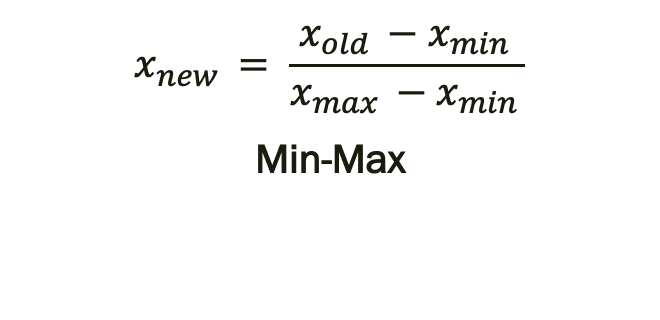 x_new = (x_old − x_min) / (x_max − x_min)
Min-Max